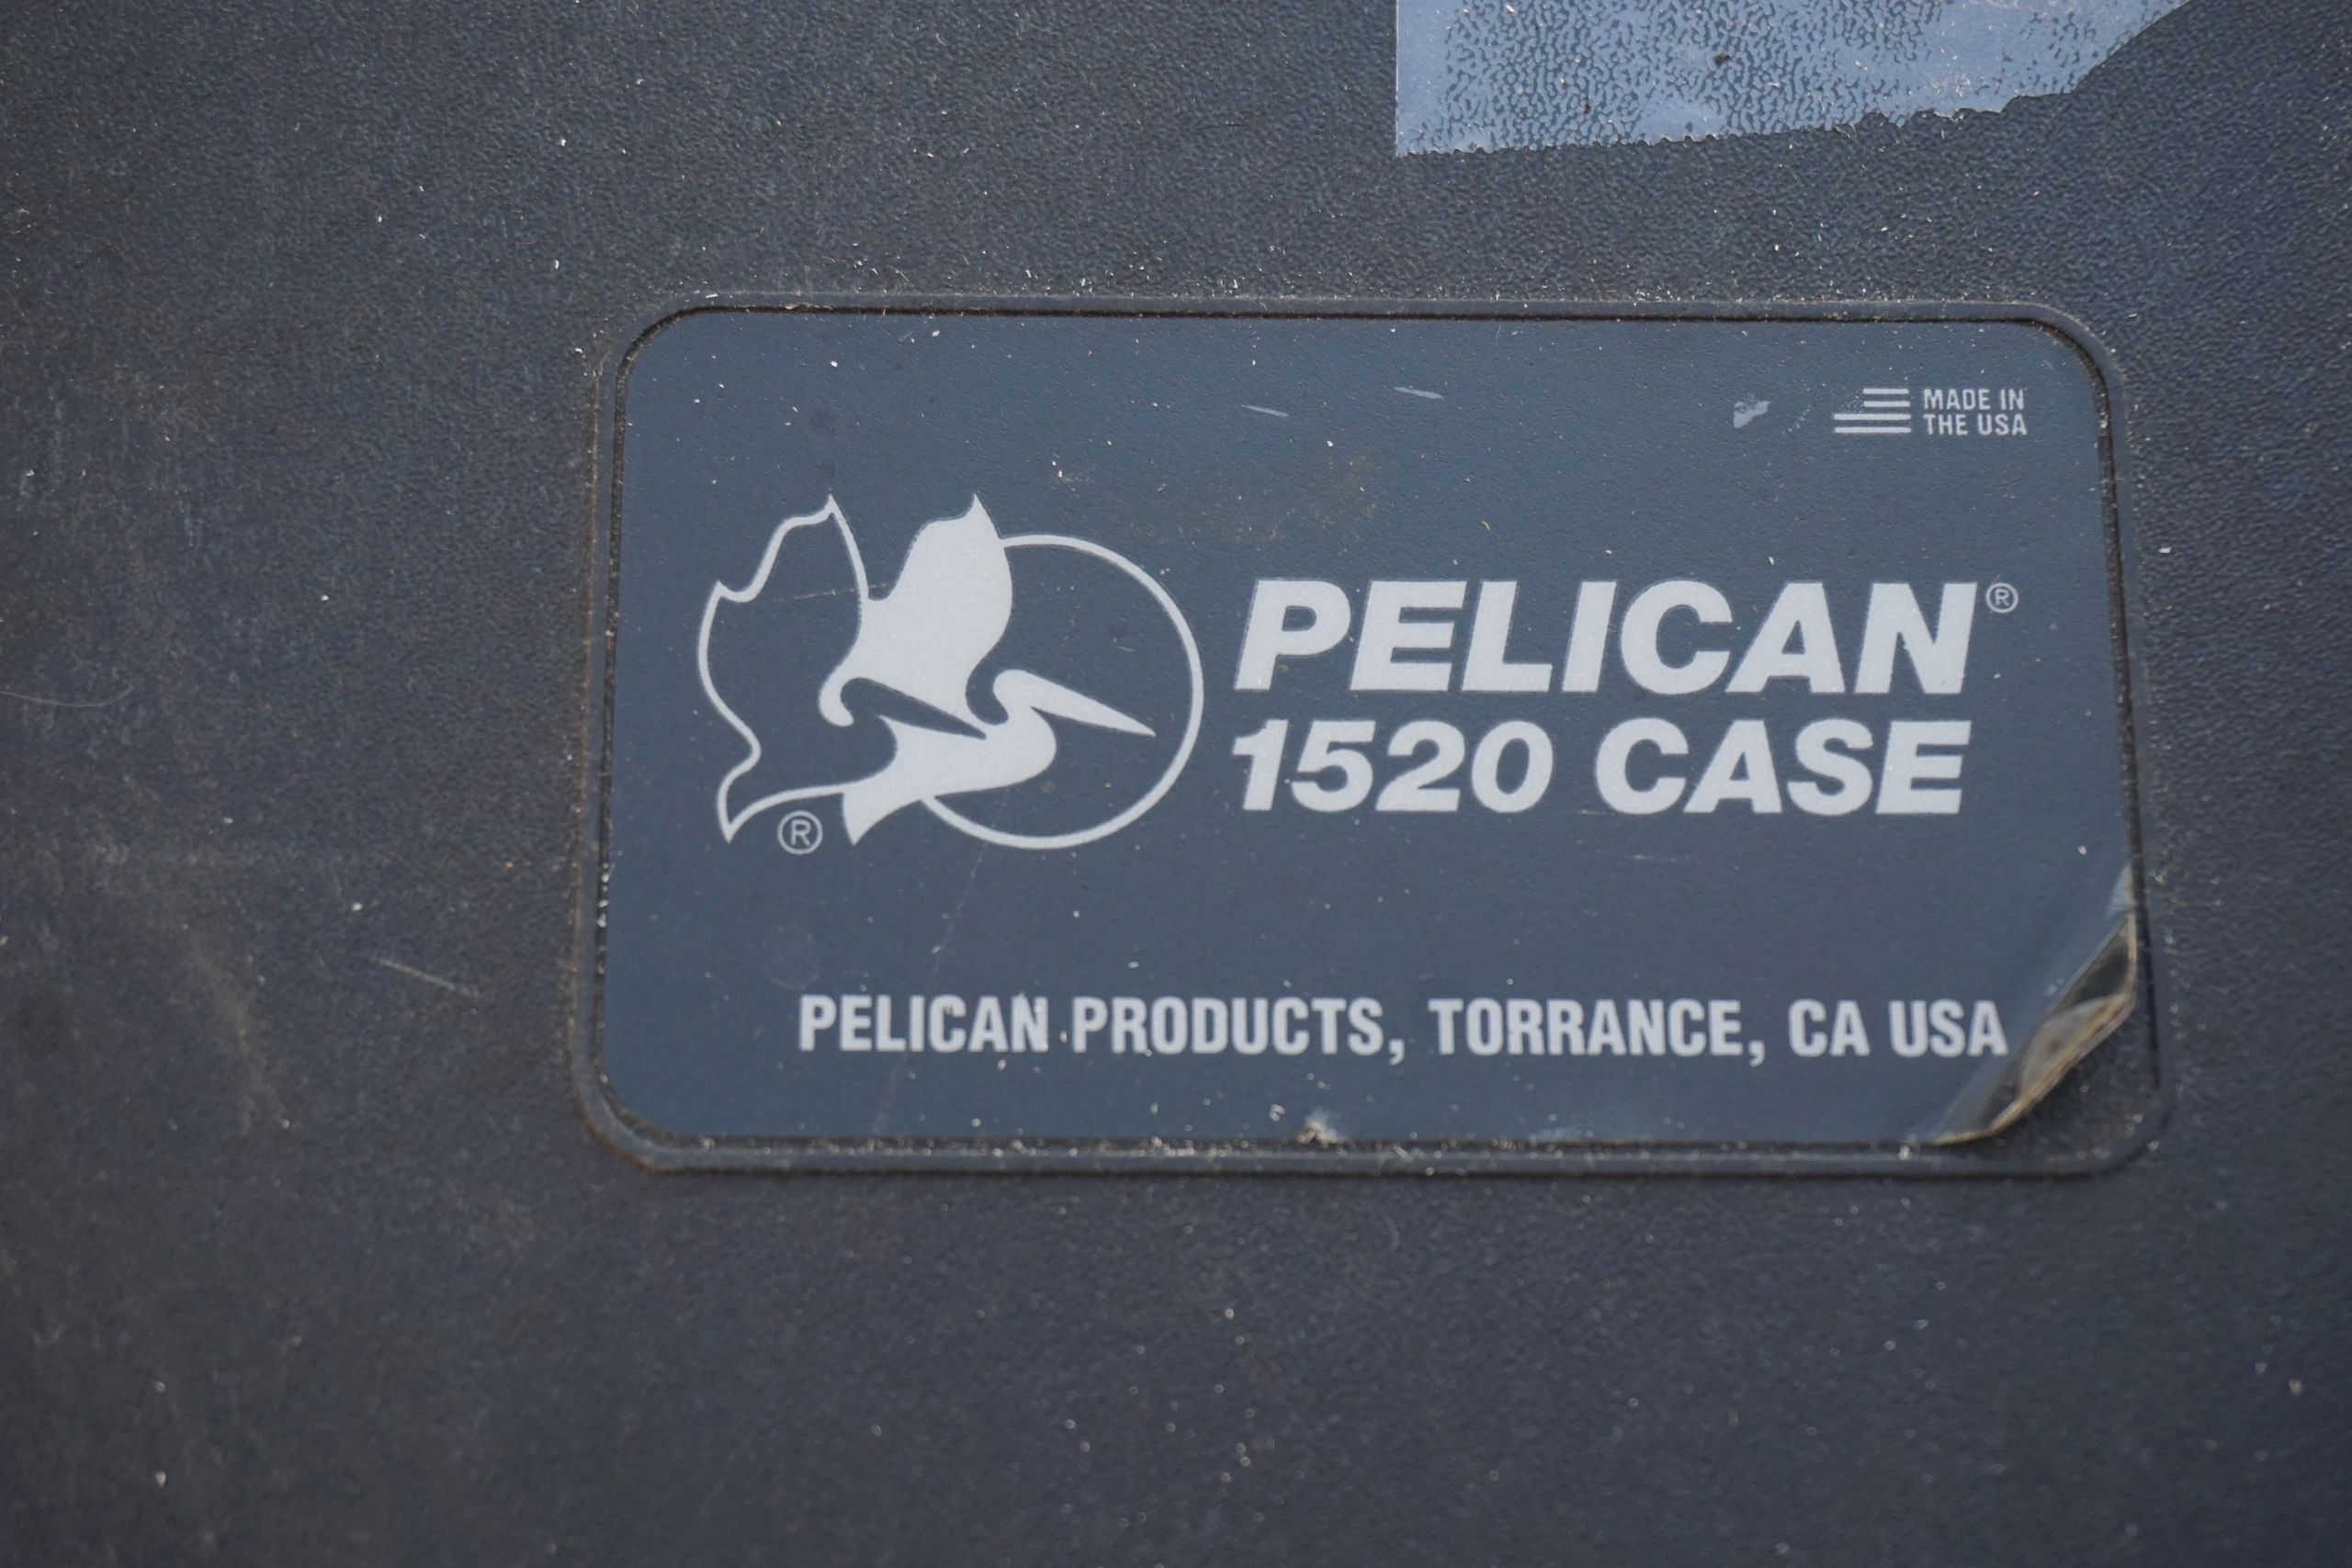 MADE IN
THE USA
PELICAN®
1520 CASE
®
PELICAN PRODUCTS, TORRANCE, CA USA